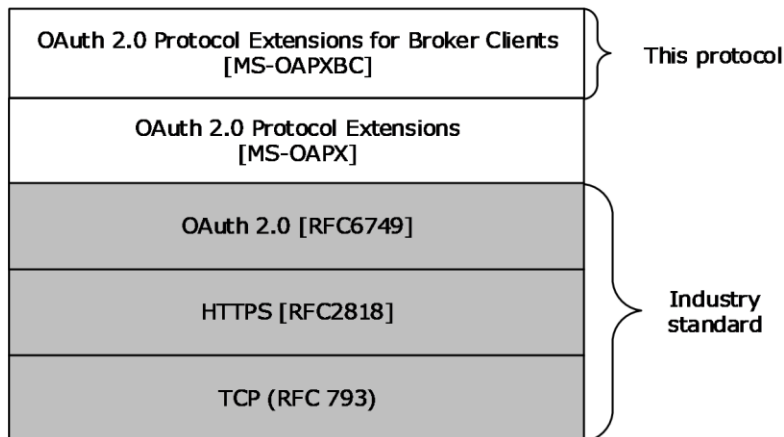 OAuth 2.0 Protocol Extensions for Broker Clients
[MS-OAPXBC]
This protocol
OAuth 2.0 Protocol Extensions
[MS-OAPX]
OAuth 2.0 [RFC6749]
HTTPS [RFC2818]
Industry
standard
TCP (RFC 793)